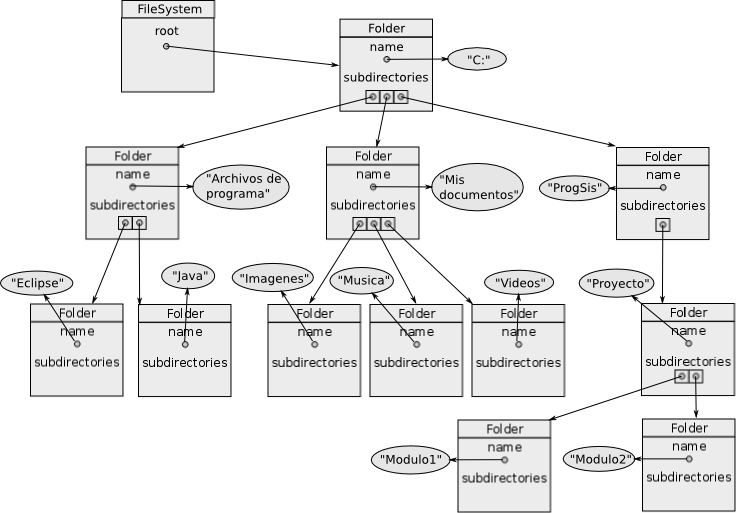 FileSystem
root
Folder
name
"C:"
subdirectories
Folder
name
"Archivos de
programa"
subdirectories
Folder
name
"Mis
documentos"
subdirectories
Folder
name
"ProgSis"
subdirectories
"Eclipse"
Folder
name
subdirectories
"Java"
Folder
name
subdirectories
"Imagenes"
Folder
name
subdirectories
"Musica"
Folder
name
subdirectories
"Videos"
Folder
name
subdirectories
"Proyecto"
Folder
name
subdirectories
Folder
name
"Modulo1"
subdirectories
Folder
name
"Modulo2"
subdirectories